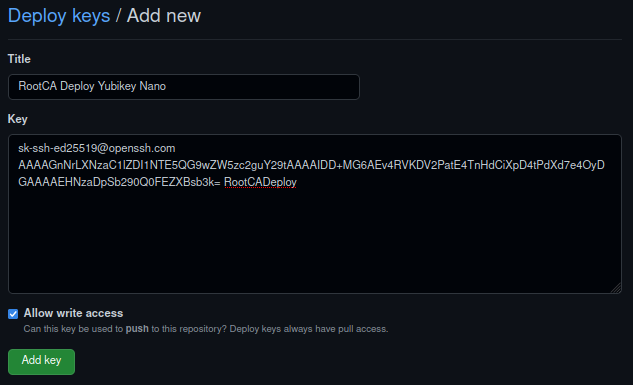 Deploy keys / Add new
Title
RootCA Deploy Yubikey Nano
Key
sk-ssh-ed25519@openssh.com
AAAAGnNrLXNzaC1lZDI1NTE5QG9wZW5zc2guY29tAAAAIDD+MG6AEv4RVKDV2PatE4TnHdCiXpD4tPdXd7e4OyD
GAAAAEHNzaDpSb290Q0FEZXBsb3k= RootCADeploy
Allow write access
Can this key be used to push to this repository? Deploy keys always have pull access.
Add key